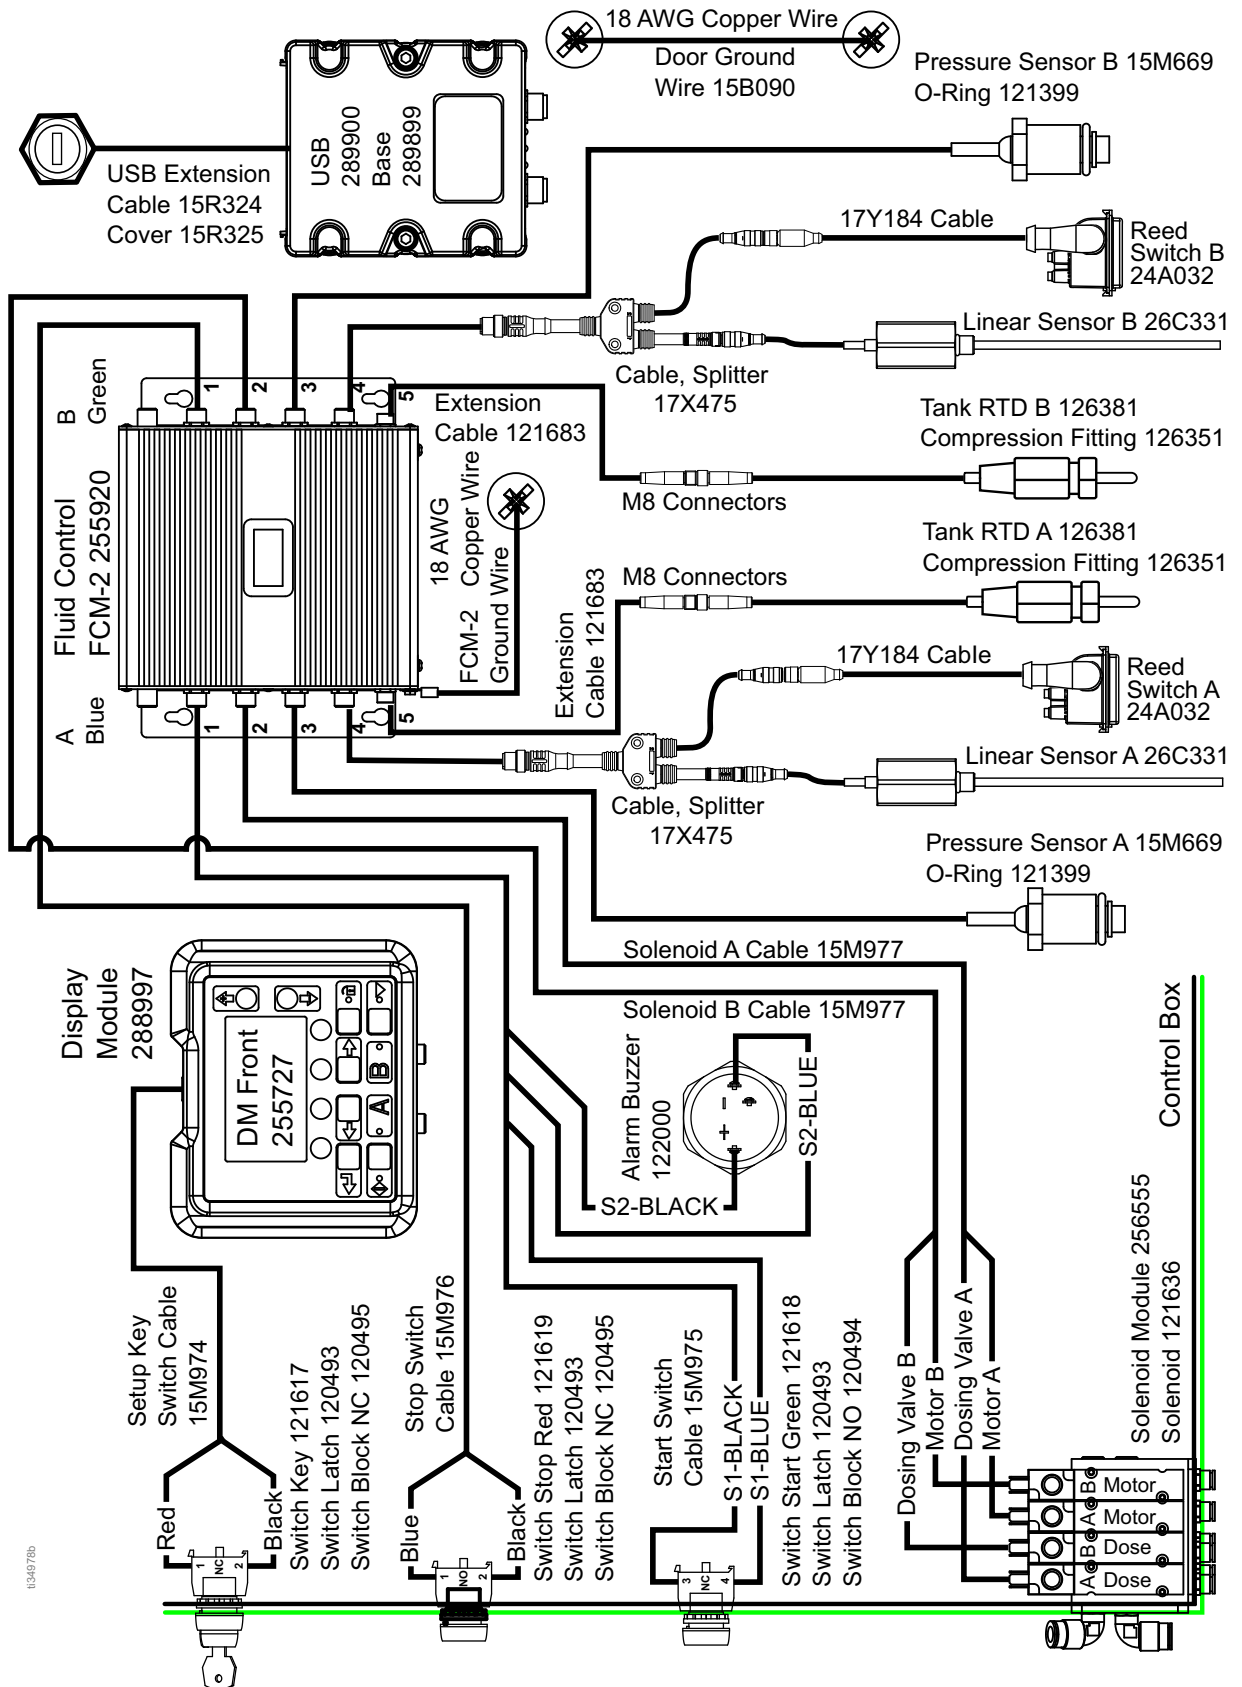 18 AWG Copper Wire
Door Ground
Wire 15B090
Pressure Sensor B 15M669
O-Ring 121399
USB
289900
Base
289899
USB Extension
Cable 15R324
Cover 15R325
17Y184 Cable
Reed
Switch B
24A032
Linear Sensor B 26C331
Cable, Splitter
17X475
B
Green
1
2
3
4
5
Extension
Cable 121683
Tank RTD B 126381
Compression Fitting 126351
M8 Connectors
Fluid Control
FCM-2 255920
18 AWG
Copper Wire
FCM-2
Ground Wire
Tank RTD A 126381
Compression Fitting 126351
M8 Connectors
Extension
Cable 121683
A
Blue
1
2
3
4
5
17Y184 Cable
Reed
Switch A
24A032
Linear Sensor A 26C331
Cable, Splitter
17X475
Pressure Sensor A 15M669
O-Ring 121399
Solenoid A Cable 15M977
Solenoid B Cable 15M977
Display
Module
288997
DM Front
255727
A
B
Alarm Buzzer
122000
+
–
S2-BLUE
S2-BLACK
Control Box
Setup Key
Switch Cable
15M974
Red
Black
1
NC
2
Switch Key 121617
Switch Latch 120493
Switch Block NC 120495
Stop Switch
Cable 15M976
Blue
Black
1
NO
2
Switch Stop Red 121619
Switch Latch 120493
Switch Block NC 120495
Start Switch
Cable 15M975
S1-BLACK
S1-BLUE
3
NC
4
Switch Start Green 121618
Switch Latch 120493
Switch Block NO 120494
Dosing Valve B
Motor B
Dosing Valve A
Motor A
Solenoid Module 256555
Solenoid 121636
B Motor
A Motor
B Dose
A Dose
ti34978b